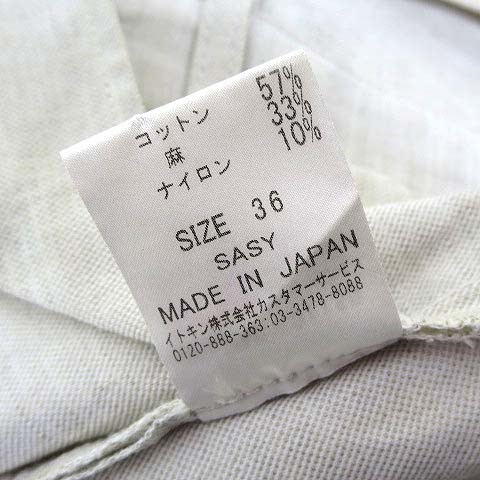 コットン 57%
麻 33%
ナイロン 10%
SIZE 36
SASY
MADE IN JAPAN
イトキン株式会社カスタマーサービス
0120-888-363:03-3478-8088